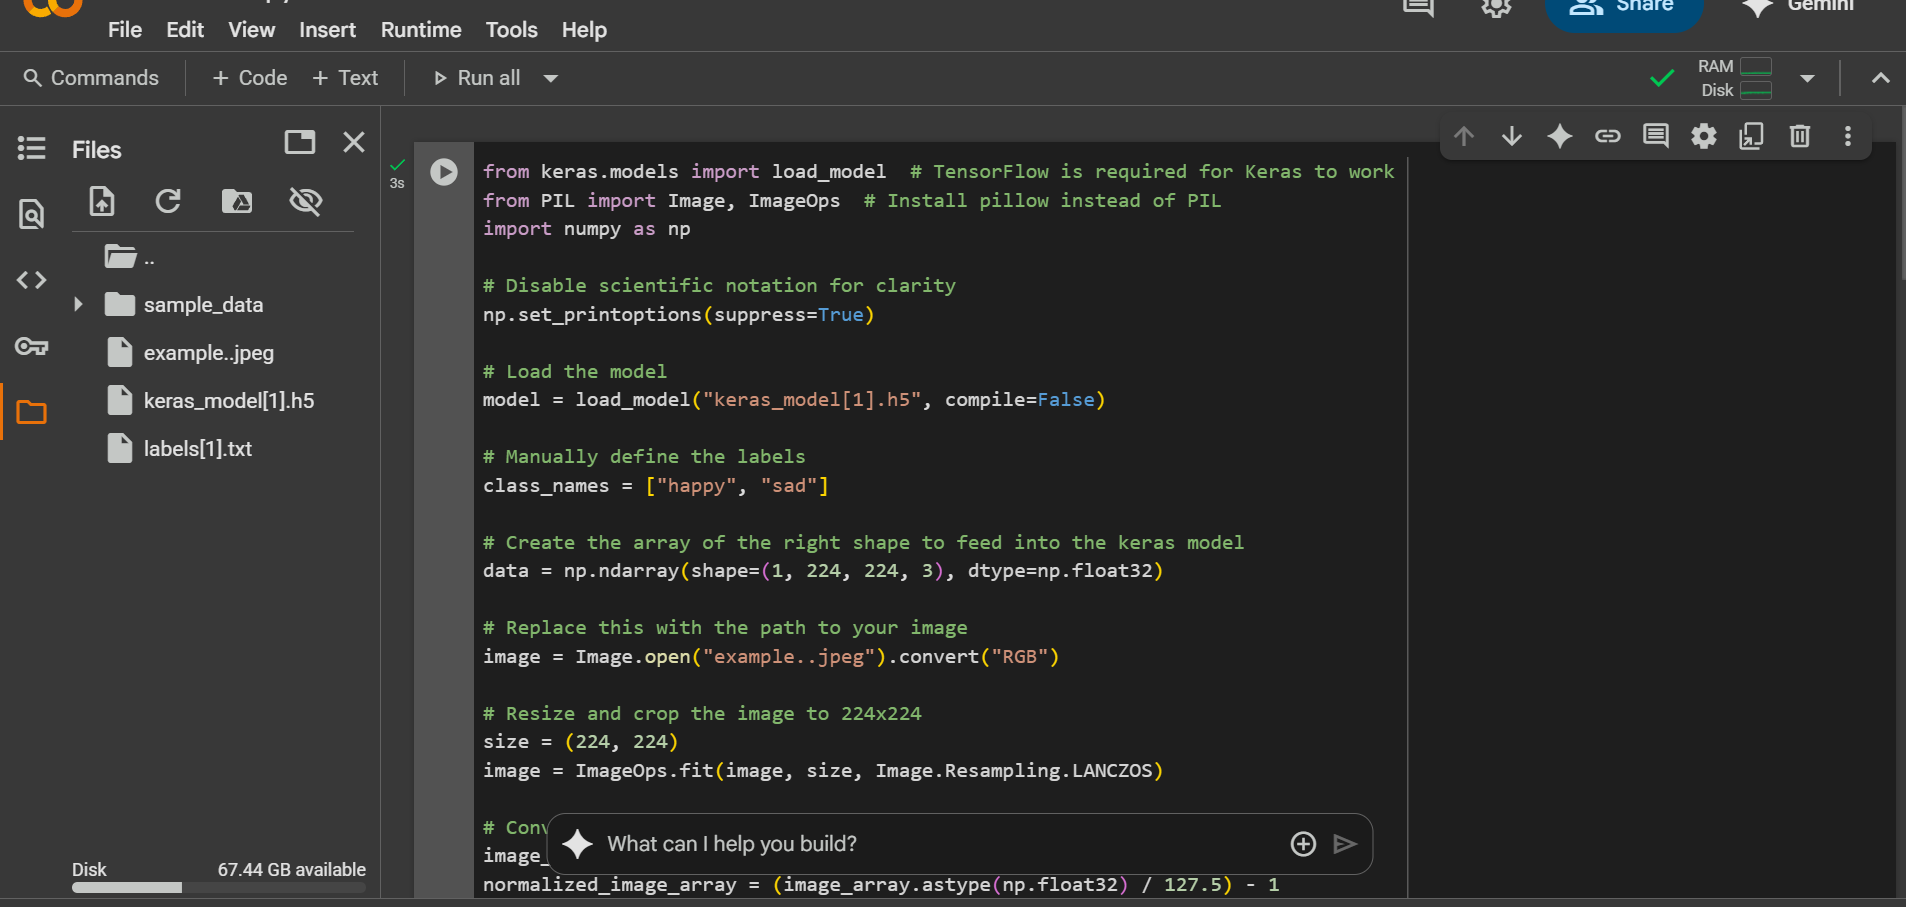 Share
Gemini
File Edit View Insert Runtime Tools Help
Commands + Code + Text Run all
RAM
Disk
Files
..
sample_data
example..jpeg
keras_model[1].h5
labels[1].txt
Disk 67.44 GB available
3s
from keras.models import load_model  # TensorFlow is required for Keras to work
from PIL import Image, ImageOps  # Install pillow instead of PIL
import numpy as np
# Disable scientific notation for clarity
np.set_printoptions(suppress=True)
# Load the model
model = load_model("keras_model[1].h5", compile=False)
# Manually define the labels
class_names = ["happy", "sad"]
# Create the array of the right shape to feed into the keras model
data = np.ndarray(shape=(1, 224, 224, 3), dtype=np.float32)
# Replace this with the path to your image
image = Image.open("example..jpeg").convert("RGB")
# Resize and crop the image to 224x224
size = (224, 224)
image = ImageOps.fit(image, size, Image.Resampling.LANCZOS)
# Conv
image_
normalized_image_array = (image_array.astype(np.float32) / 127.5) - 1
What can I help you build?